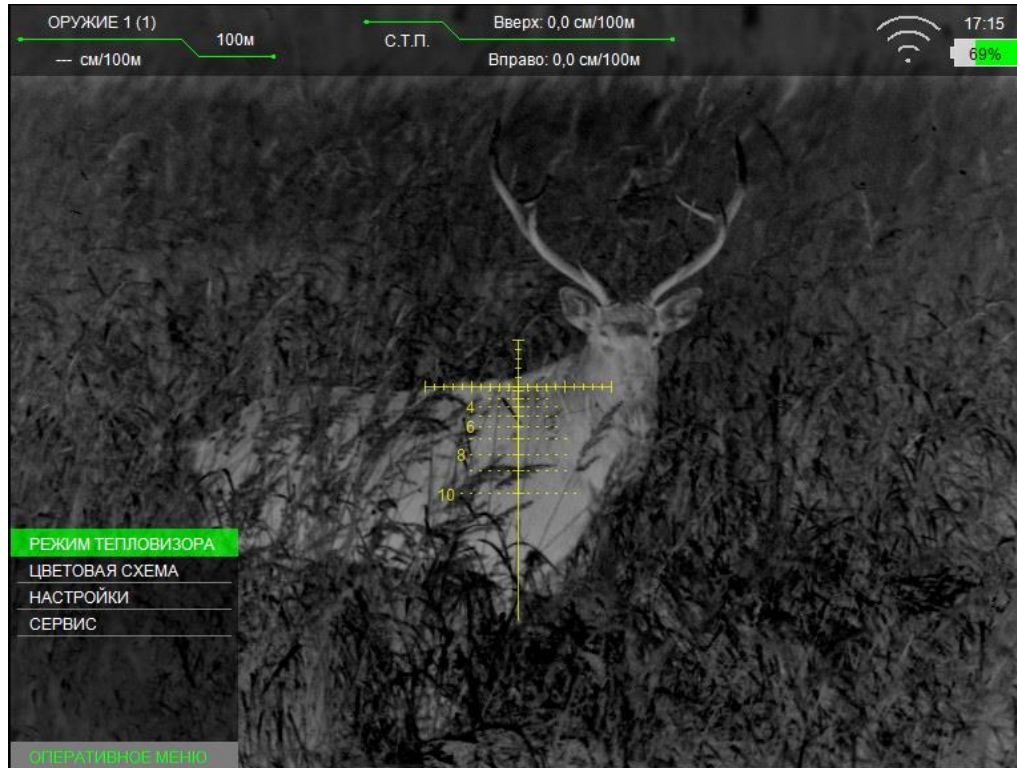 ОРУЖИЕ 1 (1)
100м
--- см/100м
С.Т.П.
Вверх: 0,0 см/100м
Вправо: 0,0 см/100м
17:15
69%
4
6
8
10
РЕЖИМ ТЕПЛОВИЗОРА
ЦВЕТОВАЯ СХЕМА
НАСТРОЙКИ
СЕРВИС
ОПЕРАТИВНОЕ МЕНЮ